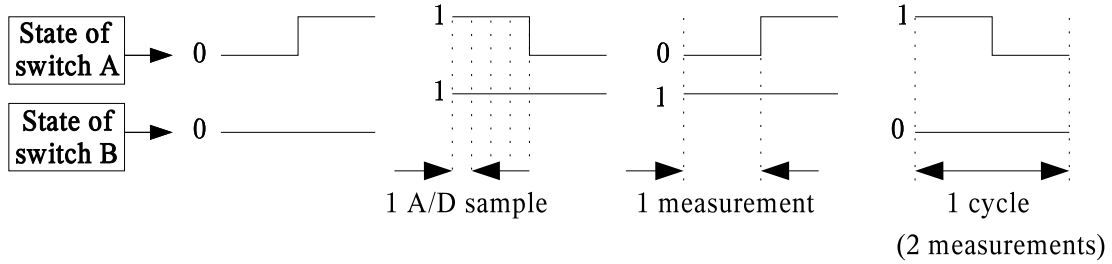 State of
switch A
0
1
0
1
State of
switch B
0
1
1
0
1 A/D sample
1 measurement
1 cycle
(2 measurements)